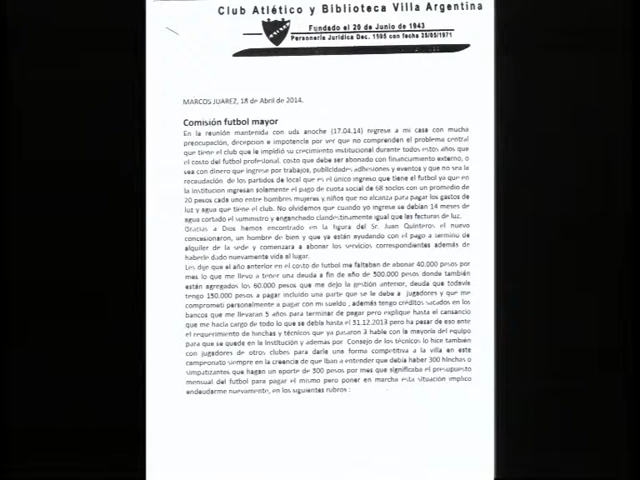 Club Atlético y Biblioteca Villa Argentina
Fundado el 20 de Junio de 1943
Personería Jurídica Dec. 1595 con fecha 25/05/1971
MARCOS JUAREZ, 18 de Abril de 2014.
Comisión futbol mayor
En la reunión mantenida con uds anoche (17.04.14) regrese a mi casa con mucha
preocupación, decepcion e impotencia por ver que no comprenden el problema central
que tiene el club que le impidió su crecimiento institucional durante todos estos años que
el costo del futbol profesional, costo que debe ser abonado con financiamiento externo, o
sea con dinero que ingrese por trabajos, publicidades adhesiones y eventos y que no sea la
recaudación de los partidos de local que es el único ingreso que tiene el futbol ya que en
la institucion ingresan solamente el pago de cuota social de 68 socios con un promedio de
20 pesos cada uno entre hombres mujeres y niños que no alcanza para pagar los gastos de
luz y agua que tiene el club. No olvidemos que cuando yo ingrese se debían 14 meses de
agua cortado el suministro y enganchado clandestinamente igual que las facturas de luz.
Gracias a Dios hemos encontrado en la figura del Sr. Juan Quinteros el nuevo
concesionaron, un hombre de bien y que ya están ayudando con el pago a termino de
alquiler de la sede y comenzara a abonar los servicios correspondientes además de
haberle dado nuevamente vida al lugar.
Les dije que el año anterior en el costo de futbol me faltaban de abonar 40.000 pesos por
mes lo que me llevo a tener una deuda a fin de año de 300.000 pesos donde también
están agregados los 60.000 pesos que me dejo la gestión anterior, deuda que todavía
tengo 150.000 pesos a pagar incluido una parte que se le debe a jugadores y que me
comprometi personalmente a pagar con mi sueldo , además tengo créditos sacados en los
bancos que me llevaran 5 años para terminar de pagar pero explique hasta el cansancio
que me hacía cargo de todo lo que se debía hasta el 31.12.2013 pero ha pesar de eso ante
el requerimiento de hinchas y técnicos que ya pasaron 3 hable con la mayoría del equipo
para que se quede en la Institución y además por Consejo de los técnicos lo hice también
con jugadores de otros clubes para darle una forma competitiva a la villa en este
campeonato siempre en la creencia de que iban a entender que debía haber 300 hinchas o
simpatizantes que hagan un aporte de 300 pesos por mes que significaba el presupuesto
mensual del futbol para pagar el mismo pero poner en marcha esta situación implico
endeudarme nuevamente, en los siguientes rubros :